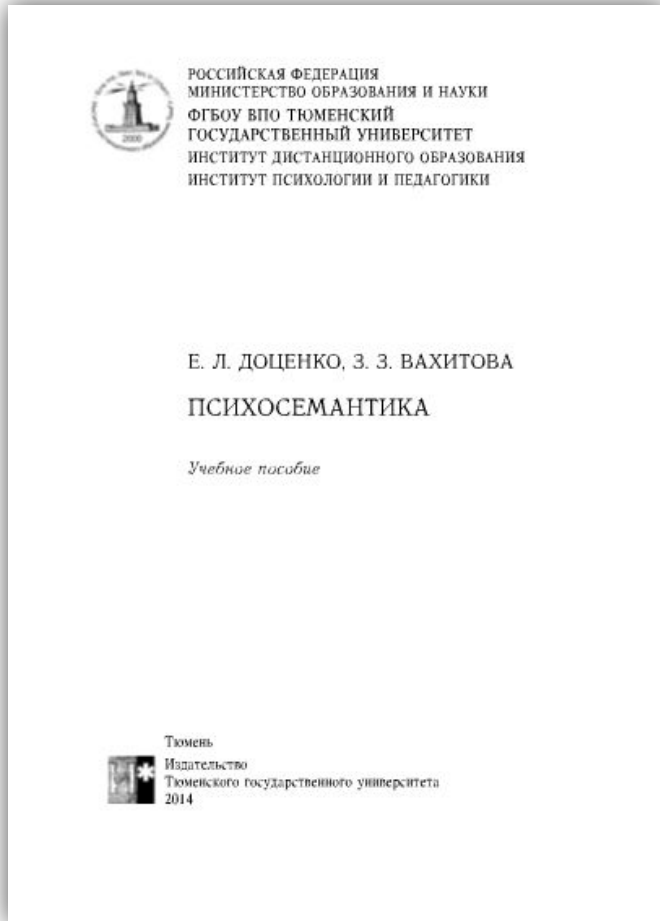 РОССИЙСКАЯ ФЕДЕРАЦИЯ
МИНИСТЕРСТВО ОБРАЗОВАНИЯ И НАУКИ
ФГБОУ ВПО ТЮМЕНСКИЙ
ГОСУДАРСТВЕННЫЙ УНИВЕРСИТЕТ
ИНСТИТУТ ДИСТАНЦИОННОГО ОБРАЗОВАНИЯ
ИНСТИТУТ ПСИХОЛОГИИ И ПЕДАГОГИКИ
2000
Е. Л. ДОЦЕНКО, З. З. ВАХИТОВА
ПСИХОСЕМАНТИКА
Учебное пособие
Тюмень
Издательство
Тюменского государственного университета
2014